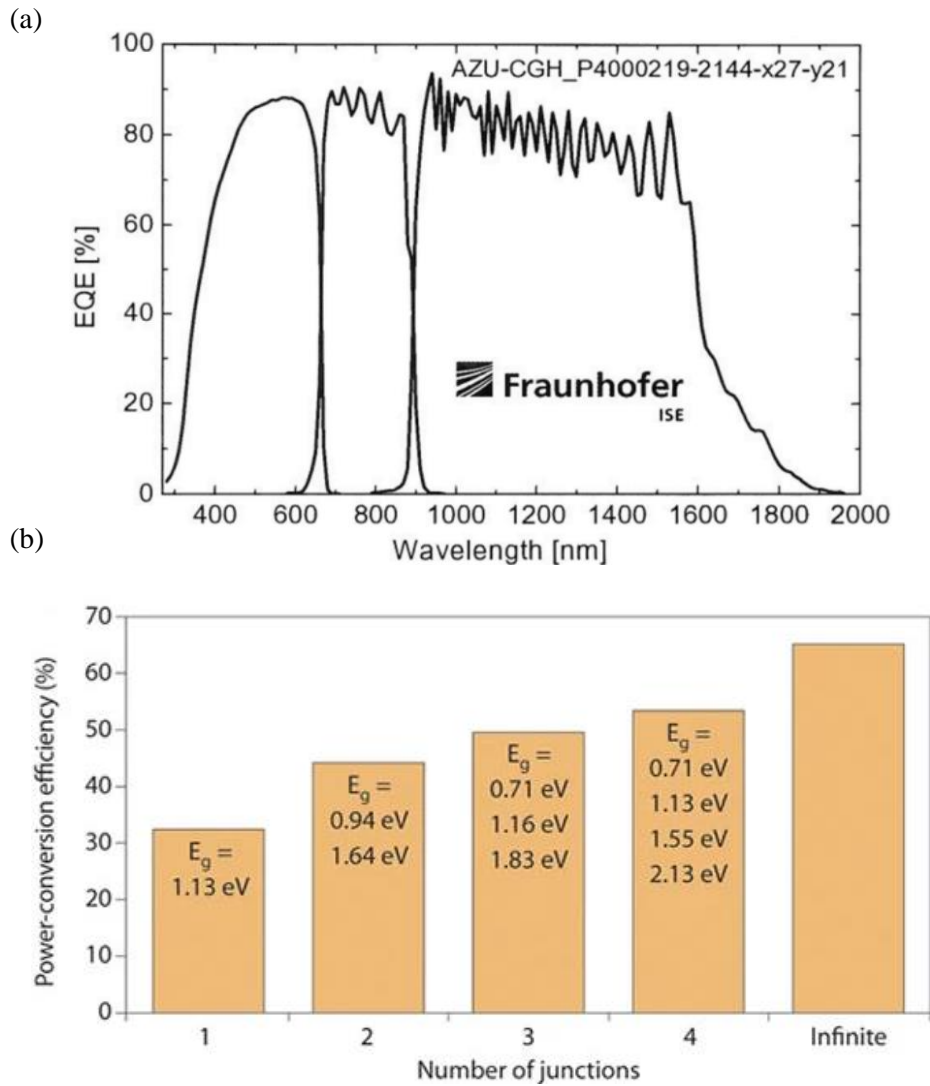 (a)
100
80
60
40
20
0
EQE [%]
AZU-CGH_P4000219-2144-x27-y21
Fraunhofer
ISE
400 600 800 1000 1200 1400 1600 1800 2000
Wavelength [nm]
(b)
70
60
50
40
30
20
10
0
Power-conversion efficiency (%)
Eg =
1.13 eV
Eg =
0.94 eV
1.64 eV
Eg =
0.71 eV
1.16 eV
1.83 eV
Eg =
0.71 eV
1.13 eV
1.55 eV
2.13 eV
1 2 3 4 Infinite
Number of junctions